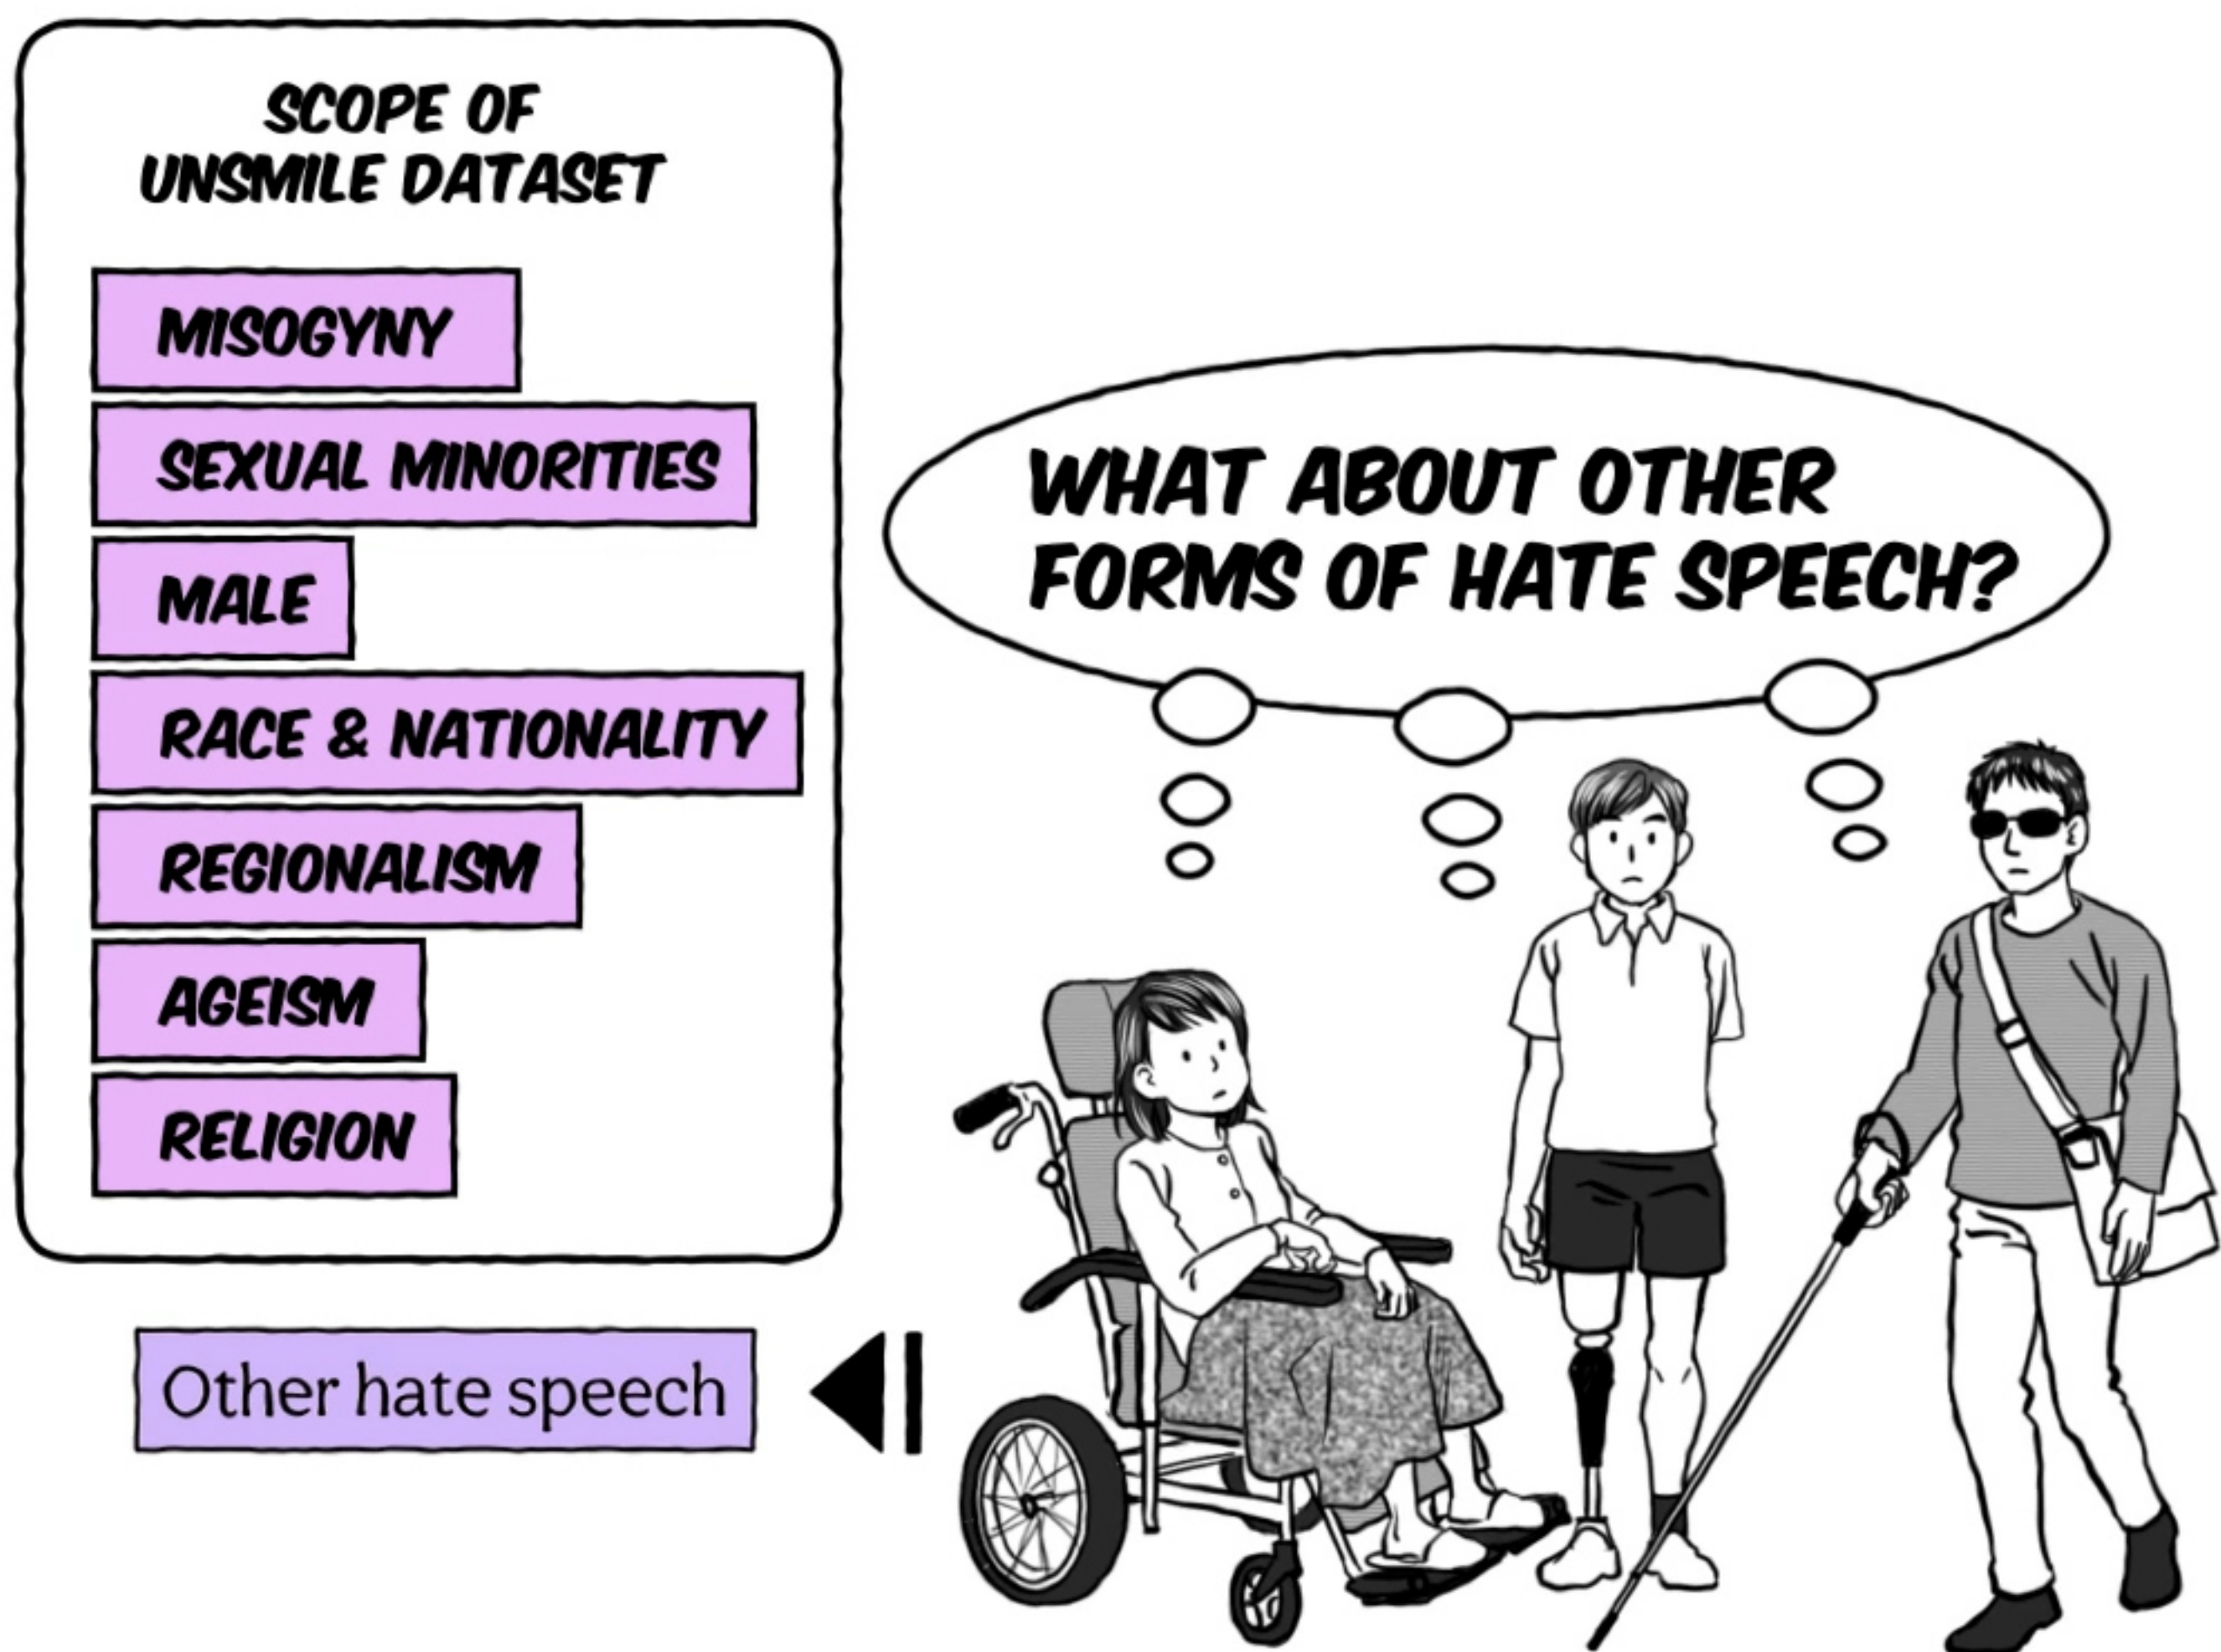 SCOPE OF
UNSMILE DATASET
MISOGYNY
SEXUAL MINORITIES
MALE
RACE & NATIONALITY
REGIONALISM
AGEISM
RELIGION
Other hate speech
WHAT ABOUT OTHER
FORMS OF HATE SPEECH?